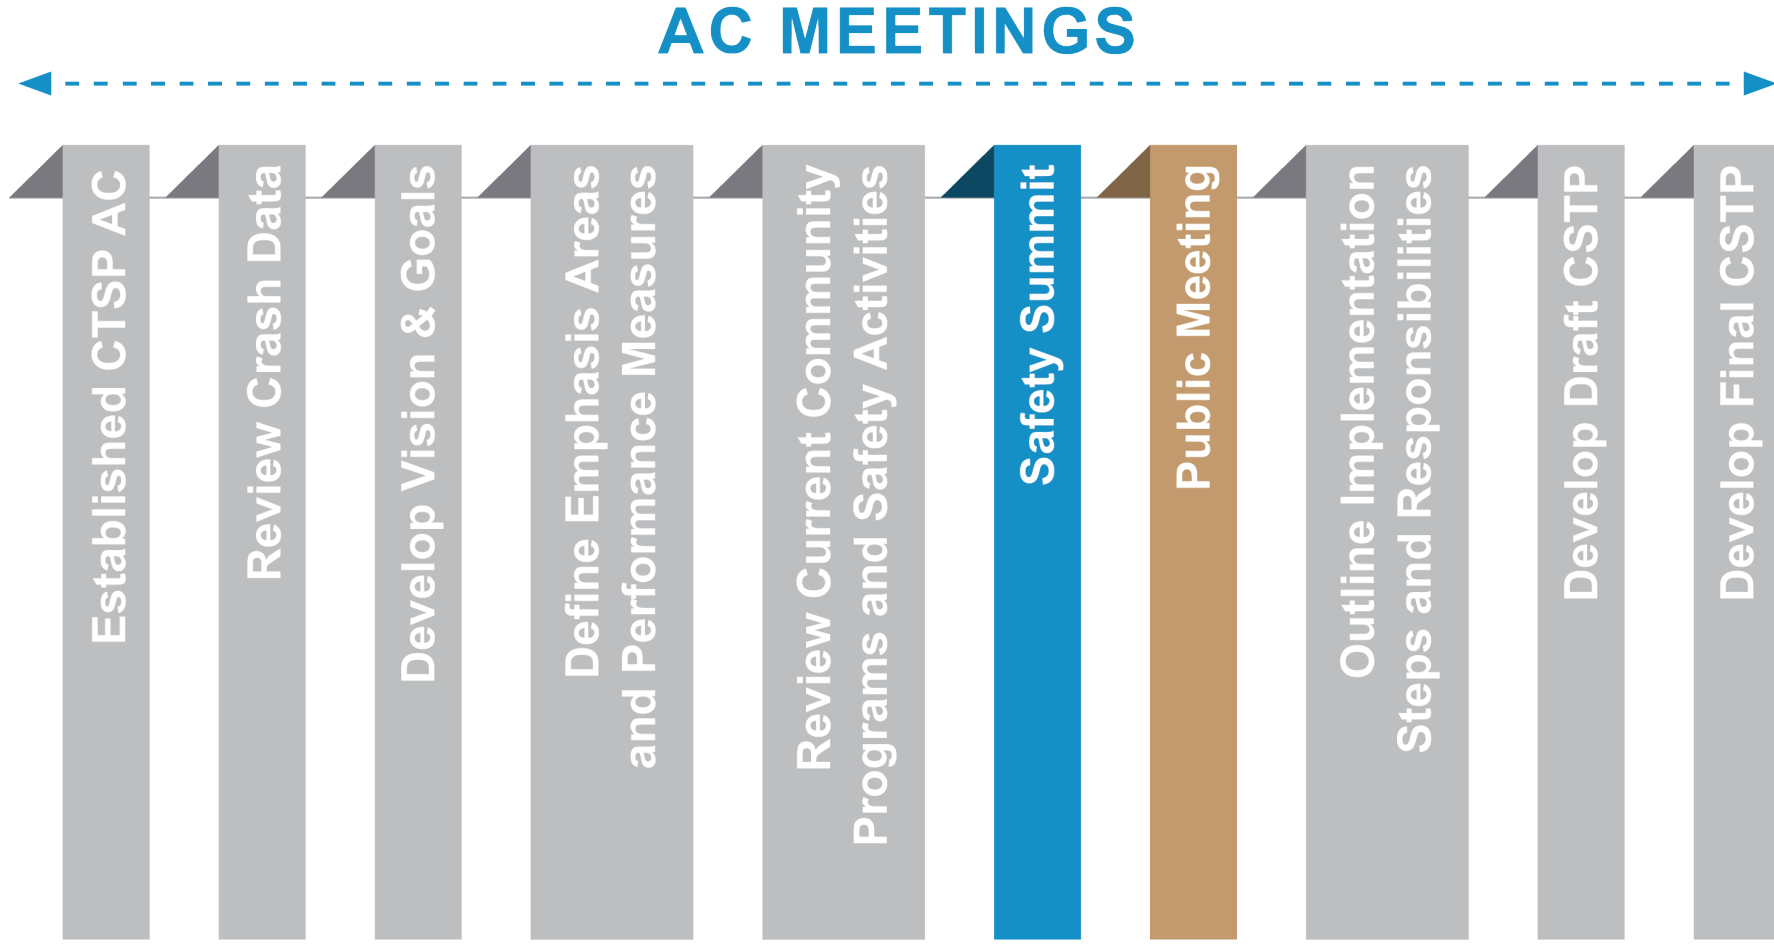 AC MEETINGS
Established CTSP AC
Review Crash Data
Develop Vision & Goals
Define Emphasis Areas
and Performance Measures
Review Current Community
Programs and Safety Activities
Safety Summit
Public Meeting
Outline Implementation
Steps and Responsibilities
Develop Draft CSTP
Develop Final CSTP